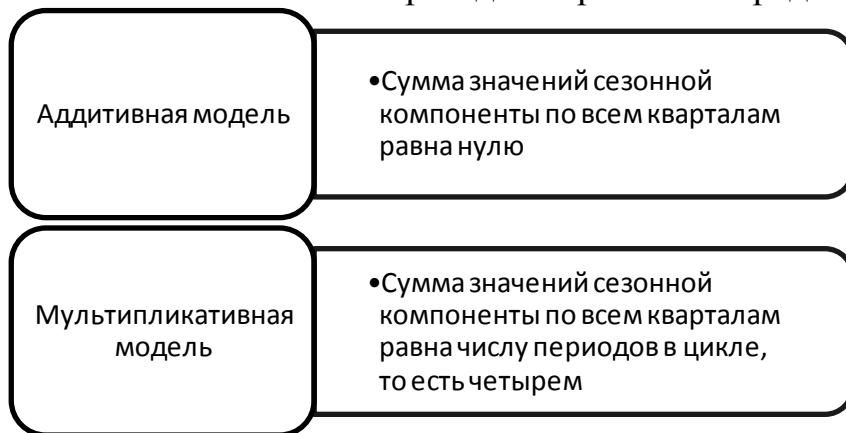 Аддитивная модель
•Сумма значений сезонной
компоненты по всем кварталам
равна нулю
Мультипликативная
модель
•Сумма значений сезонной
компоненты по всем кварталам
равна числу периодов в цикле,
то есть четырем